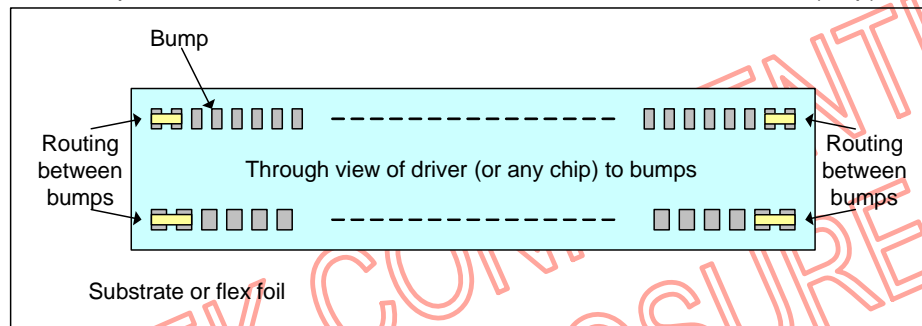 Bump
Routing
between
bumps
Through view of driver (or any chip) to bumps
Routing
between
bumps
Substrate or flex foil